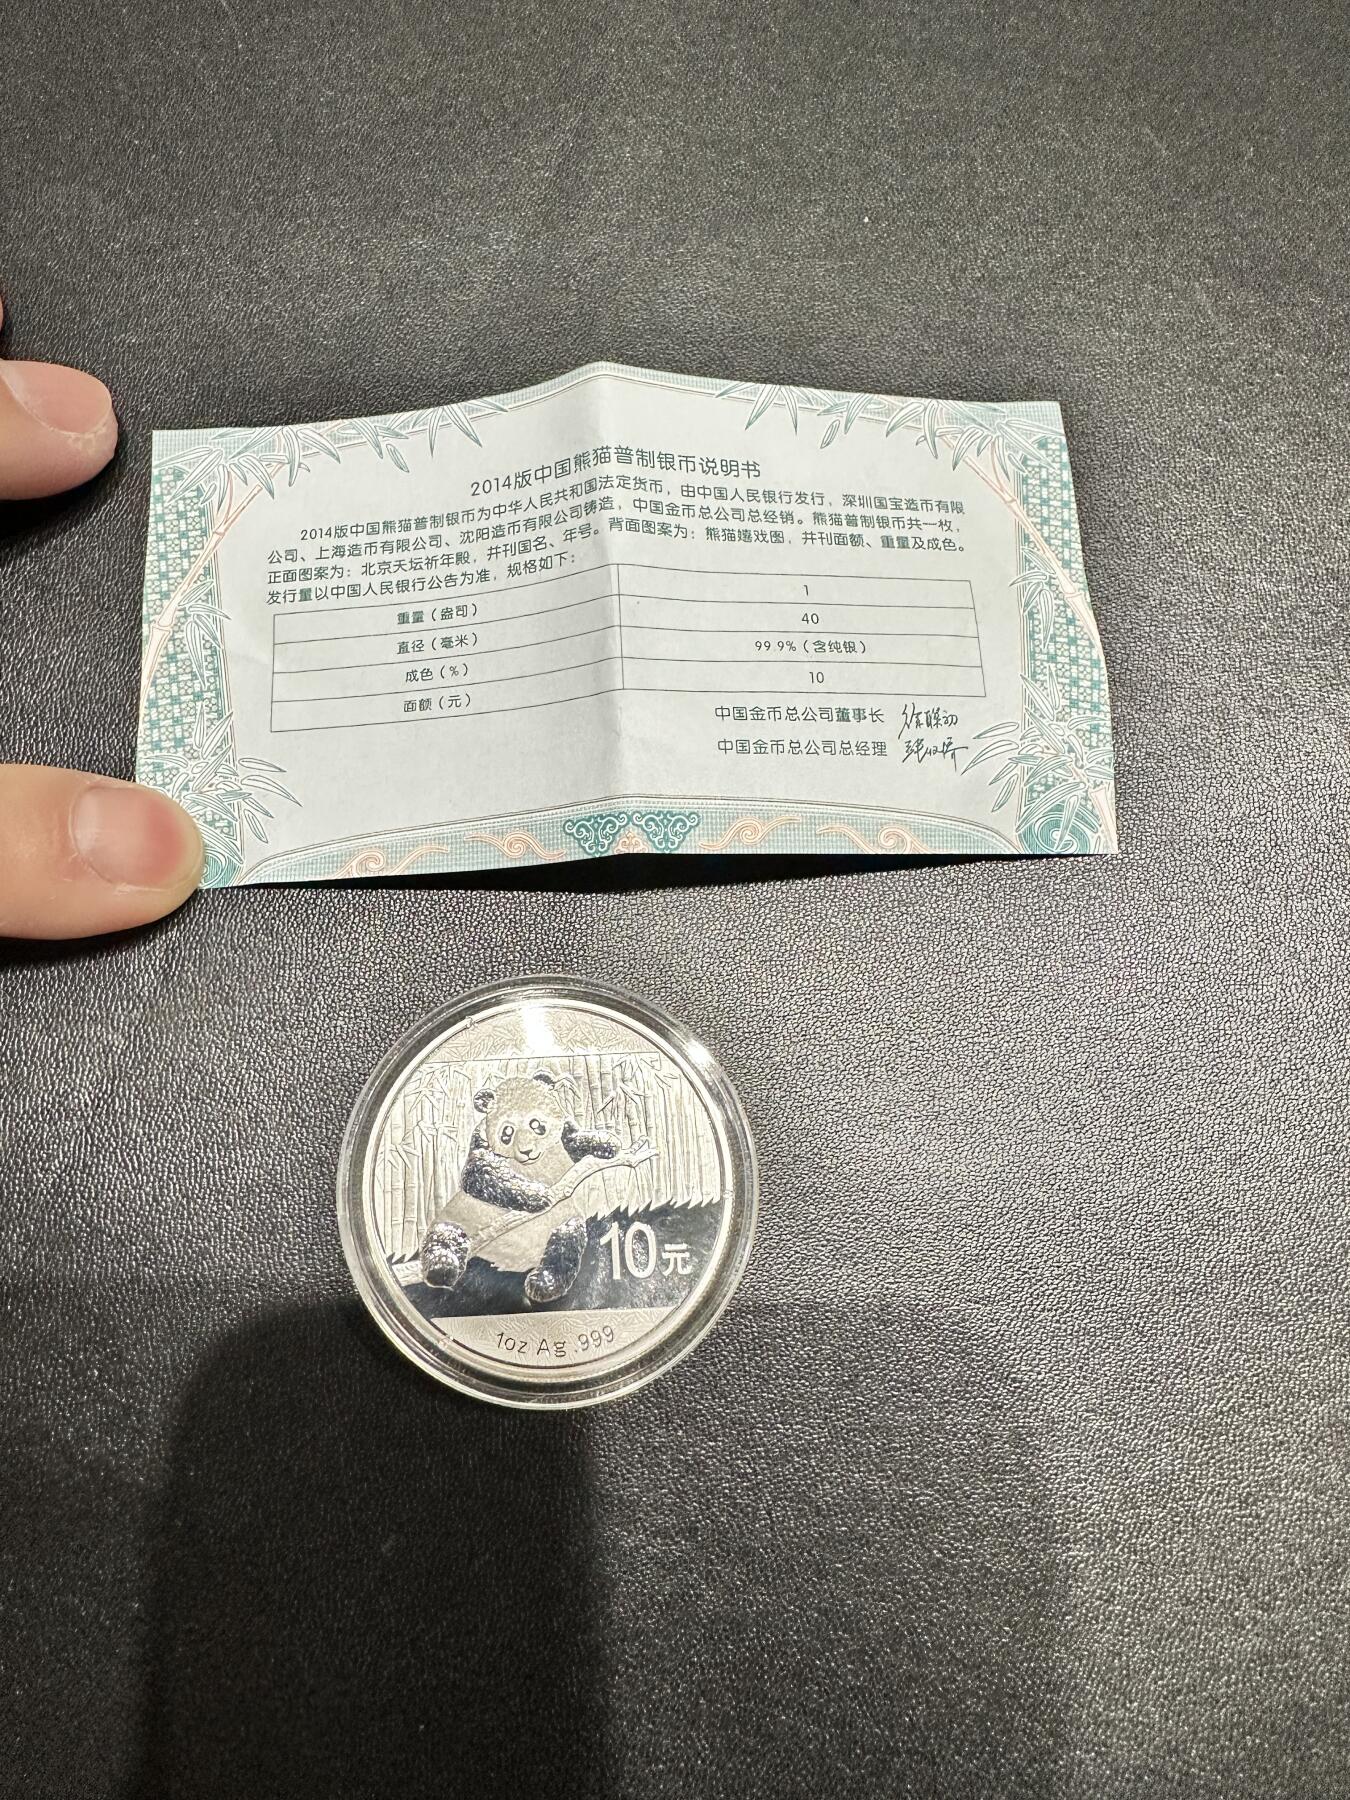 2014版中国熊猫普制银币说明书
2014版中国熊猫普制银币为中华人民共和国法定货币，由中国人民银行发行，深圳国宝造币有限
公司、上海造币有限公司、沈阳造币有限公司铸造，中国金币总公司总经销。熊猫普制银币共一枚，
正面图案为：北京天坛祈年殿，并刊国名、年号。背面图案为：熊猫嬉戏图，并刊面额、重量及成色。
发行量以中国人民银行公告为准，规格如下：
重量（盎司） 1
直径（毫米） 40
成色（%） 99.9%（含纯银）
面额（元） 10
中国金币总公司董事长
中国金币总公司总经理
10元
1oz Ag .999